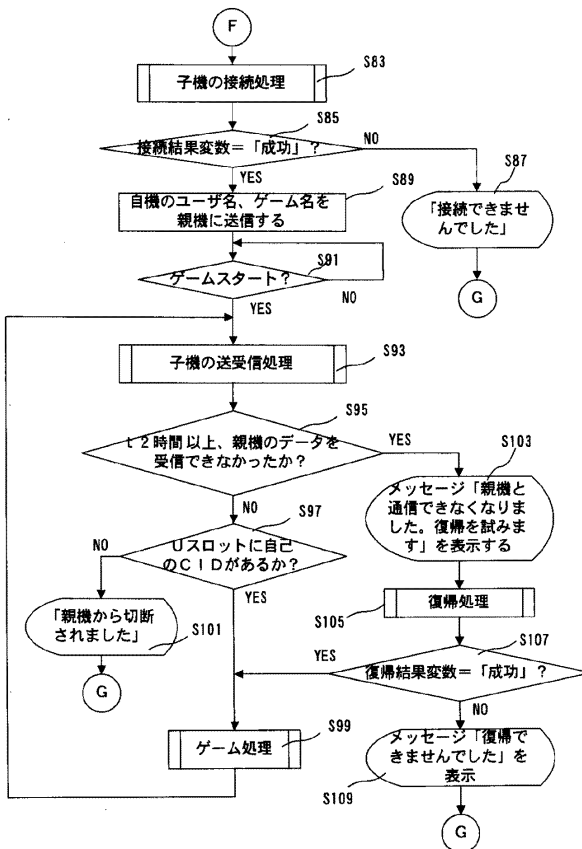 F
子機の接続処理
S83
S85
接続結果変数=「成功」?
NO
YES
S87
「接続できませ
んでした」
G
S89
自機のユーザ名、ゲーム名を
親機に送信する
S91
ゲームスタート?
NO
YES
子機の送受信処理
S93
S95
t2時間以上、親機のデータを
受信できなかったか?
YES
NO
S103
メッセージ「親機と
通信できなくなりま
した。復帰を試みま
す」を表示する
S97
Uスロットに自己
のCIDがあるか?
NO
YES
「親機から切断
されました」
S101
G
復帰処理
S105
S107
復帰結果変数=「成功」?
YES
NO
S99
ゲーム処理
メッセージ「復帰で
きませんでした」を
表示
S109
G